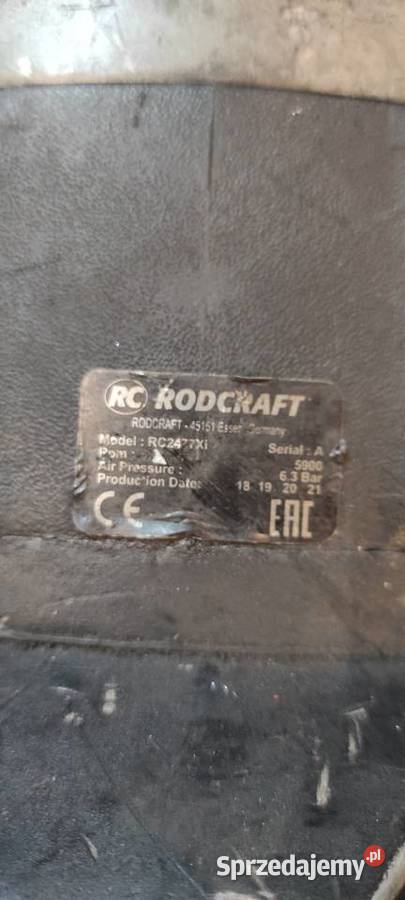 RC RODCRAFT
RODCRAFT - 45151 Essen Germany
Model : RC2477Xi Serial : A
Rpm : 5900
Air Pressure : 6.3 Bar
Production Date: 18 19 20 21
CE EAC
Sprzedajemy.pl